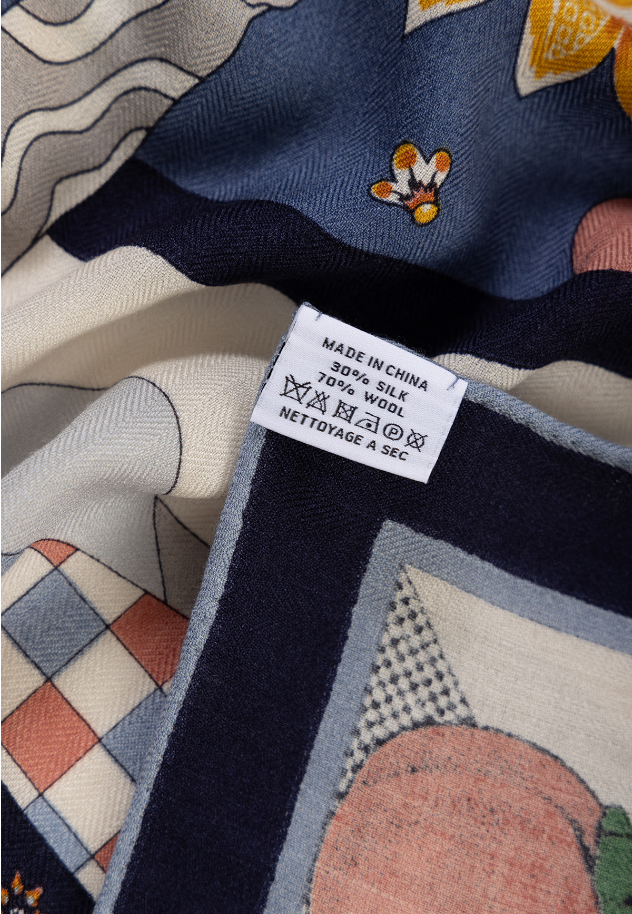 MADE IN CHINA
30% SILK
70% WOOL
P
NETTOYAGE A SEC